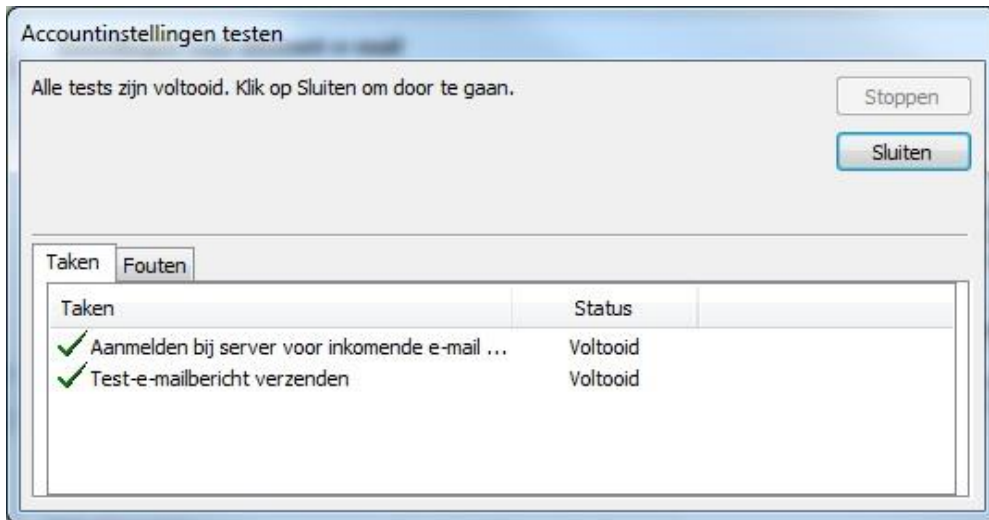 Accountinstellingen testen
Alle tests zijn voltooid. Klik op Sluiten om door te gaan.
Stoppen
Sluiten
Taken Fouten
Taken Status
Aanmelden bij server voor inkomende e-mail ... Voltooid
Test-e-mailbericht verzenden Voltooid